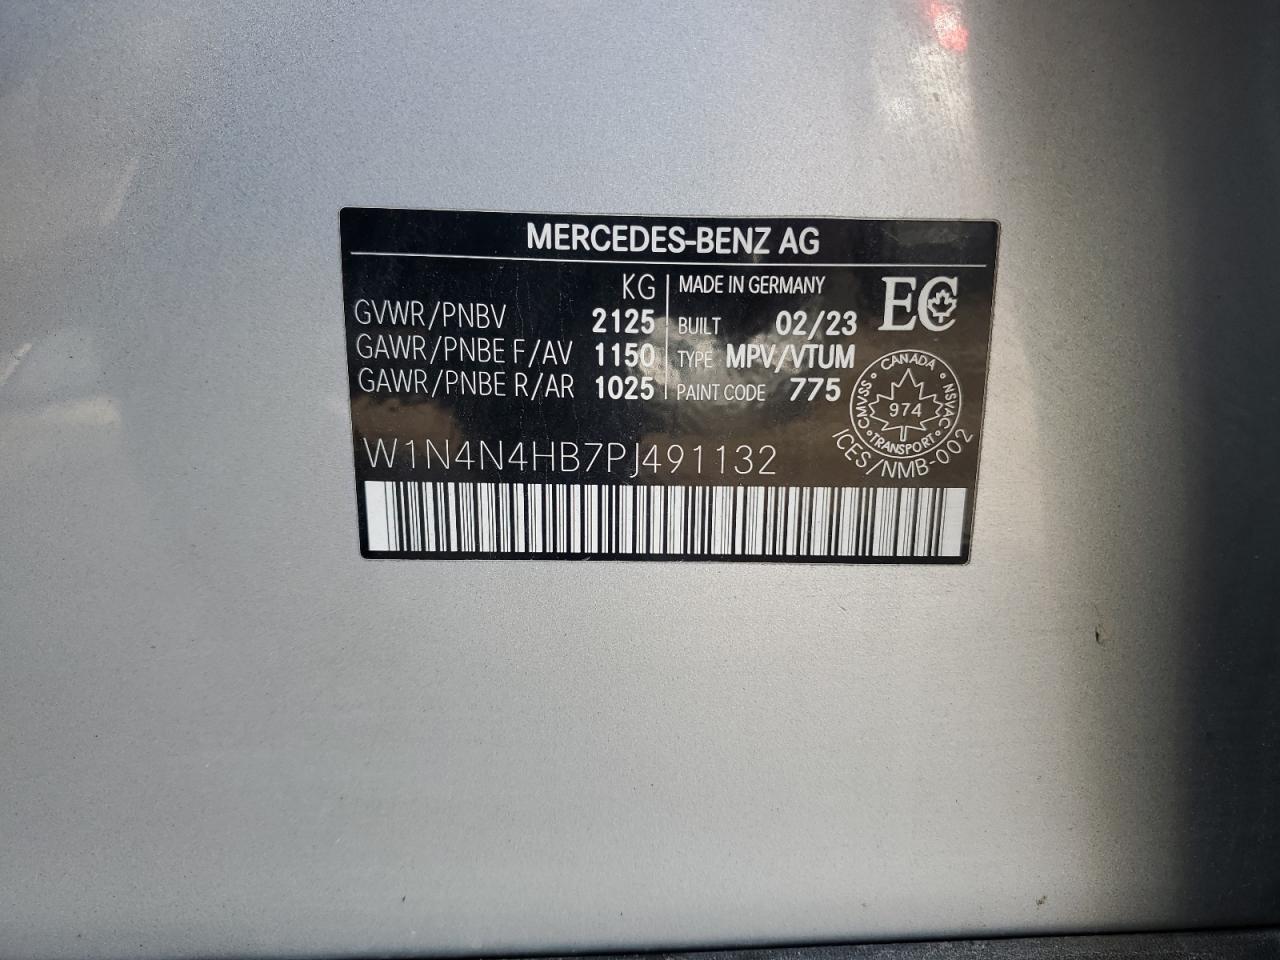 MERCEDES-BENZ AG
KG
GVWR/PNBV 2125
GAWR/PNBE F/AV 1150
GAWR/PNBE R/AR 1025
MADE IN GERMANY
BUILT 02/23
TYPE MPV/VTUM
PAINT CODE 775
EC
CANADA
CMVSS 974 NSVAC
TRANSPORT
ICES/NMB-002
W1N4N4HB7PJ491132